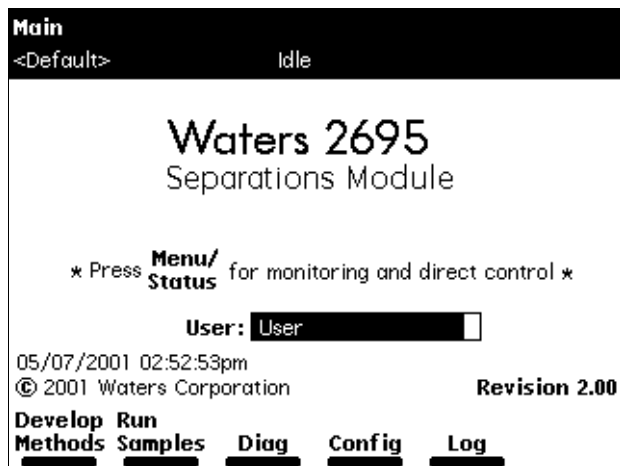 Main
<Default> Idle
Waters 2695
Separations Module
* Press Menu/Status for monitoring and direct control *
User: User
05/07/2001 02:52:53pm
© 2001 Waters Corporation Revision 2.00
Develop Methods Run Samples Diag Config Log